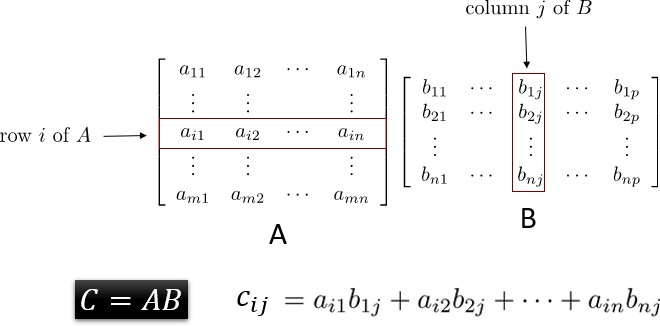 column j of B
a₁₁ a₁₂ ⋯ a₁ₙ
⋮ ⋮ ⋮
row i of A
aᵢ₁ aᵢ₂ ⋯ aᵢₙ
⋮ ⋮ ⋮
aₘ₁ aₘ₂ ⋯ aₘₙ
A
b₁₁ ⋯ b₁ⱼ ⋯ b₁ₚ
b₂₁ ⋯ b₂ⱼ ⋯ b₂ₚ
⋮ ⋮ ⋮
bₙ₁ ⋯ bₙⱼ ⋯ bₙₚ
B
C = AB
cᵢⱼ = aᵢ₁b₁ⱼ + aᵢ₂b₂ⱼ + ⋯ + aᵢₙbₙⱼ